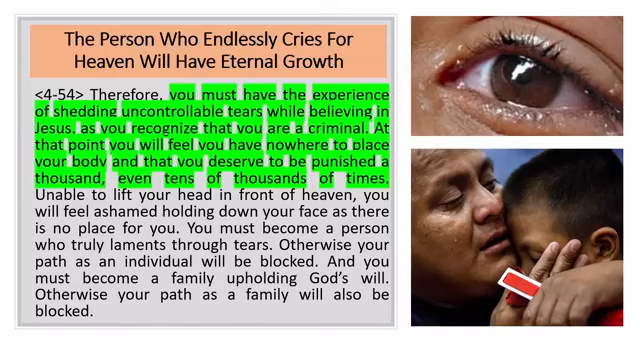 The Person Who Endlessly Cries For
Heaven Will Have Eternal Growth
<4-54> Therefore, you must have the experience
of shedding uncontrollable tears while believing in
Jesus, as you recognize that you are a criminal. At
that point you will feel you have nowhere to place
your body and that you deserve to be punished a
thousand, even tens of thousands of times.
Unable to lift your head in front of heaven, you
will feel ashamed holding down your face as there
is no place for you. You must become a person
who truly laments through tears. Otherwise your
path as an individual will be blocked. And you
must become a family upholding God's will.
Otherwise your path as a family will also be
blocked.